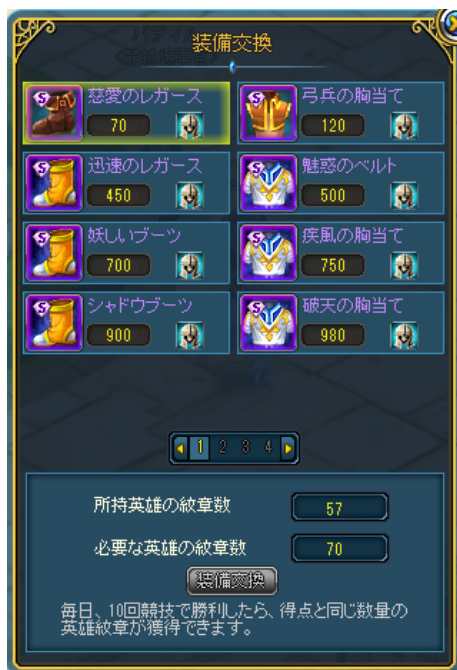 装備交換
慈愛のレガース
70
弓兵の胸当て
120
迅速のレガース
450
魅惑のベルト
500
妖しいブーツ
700
疾風の胸当て
750
シャドウブーツ
900
破天の胸当て
980
1 2 3 4
所持英雄の紋章数 57
必要な英雄の紋章数 70
装備交換
毎日、10回競技で勝利したら、得点と同じ数量の
英雄紋章が獲得できます。